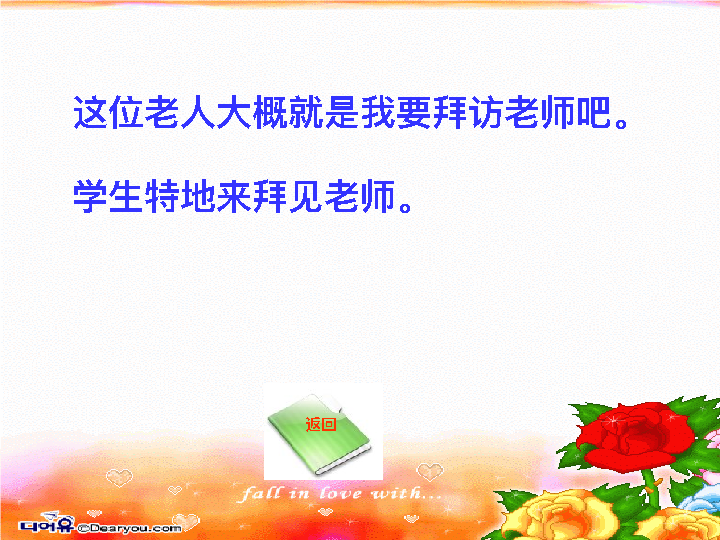 这位老人大概就是我要拜访老师吧。
学生特地来拜见老师。
返回
fall in love with...
디어유 ©Dearyou.com